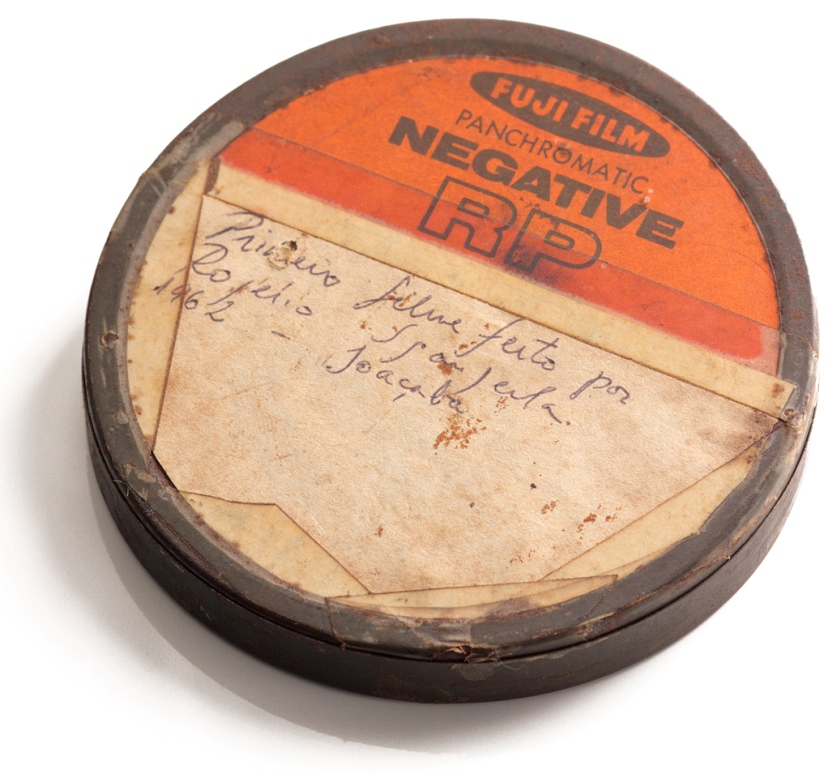 FUJI FILM
PANCHROMATIC
NEGATIVE
RP
Primeiro filme feito por
Rogério Sganzerla.
1962 - Joaçaba